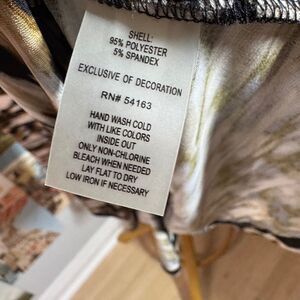 SHELL:
95% POLYESTER
5% SPANDEX
EXCLUSIVE OF DECORATION
RN# 54163
HAND WASH COLD
WITH LIKE COLORS
INSIDE OUT
ONLY NON-CHLORINE
BLEACH WHEN NEEDED
LAY FLAT TO DRY
LOW IRON IF NECESSARY